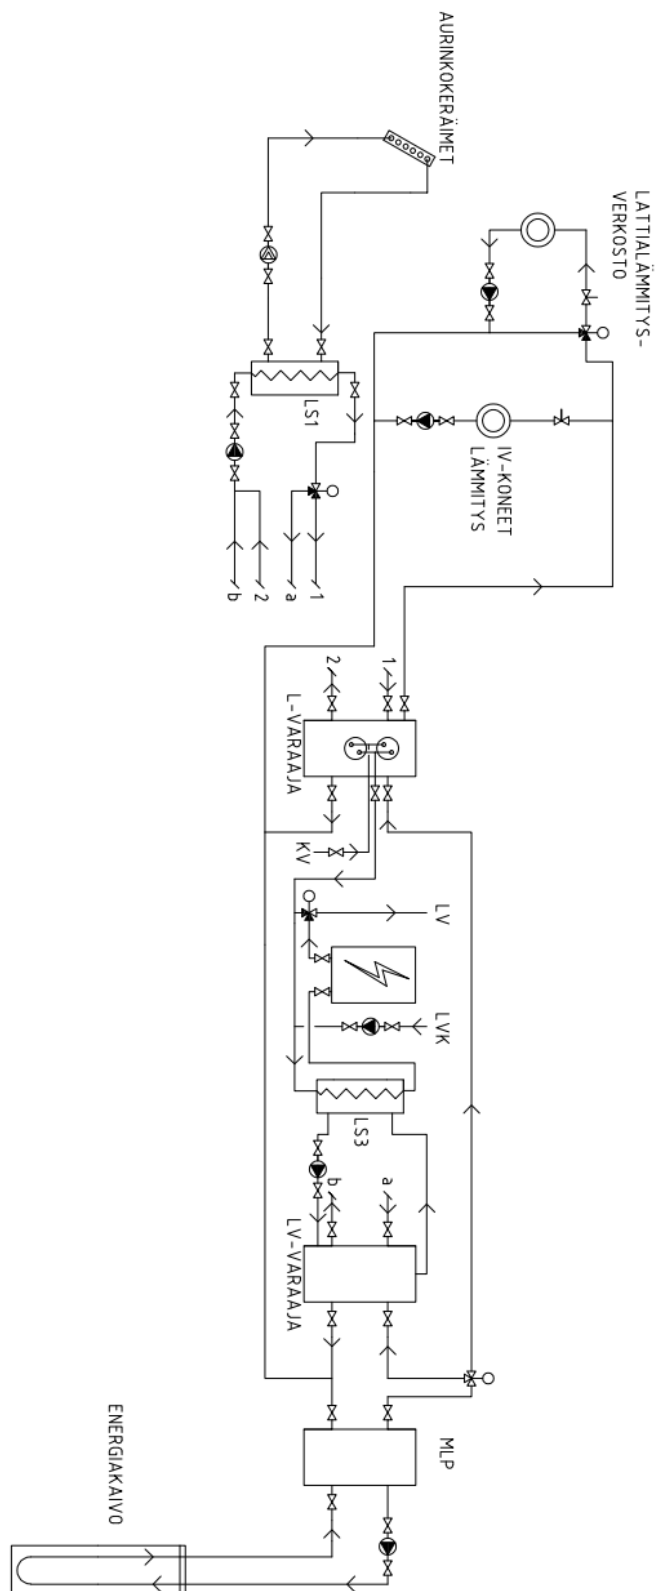 AURINKOKERÄIMET
LATTIALÄMMITYS-
VERKOSTO
LS1
IV-KONEET
LÄMMITYS
b
2
a
1
2
1
L-VARAAJA
KV
LV
LVK
LS3
b
a
LV-VARAAJA
MLP
ENERGIAKAIVO